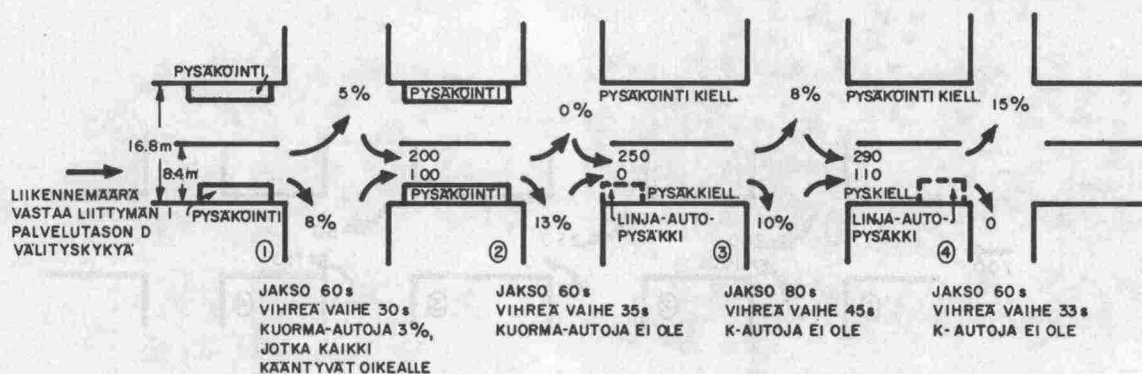 PYSÄKÖINTI
16.8m
8.4m
LIIKENNEMÄÄRÄ
VASTAA LIITTYMÄN I
PALVELUTASON D
VÄLITYSKYKYÄ
PYSÄKÖINTI
1
5%
8%
JAKSO 60s
VIHREÄ VAIHE 30s
KUORMA-AUTOJA 3%,
JOTKA KAIKKI
KÄÄNTYVÄT OIKEALLE
PYSÄKÖINTI
200
100
PYSÄKÖINTI
2
0%
13%
JAKSO 60s
VIHREÄ VAIHE 35s
KUORMA-AUTOJA EI OLE
PYSÄKÖINTI KIELL.
250
0
PYSÄK.KIELL.
LINJA-AUTO-
PYSÄKKI
3
8%
10%
JAKSO 80s
VIHREÄ VAIHE 45s
K-AUTOJA EI OLE
PYSÄKÖINTI KIELL.
290
110
PYS.KIELL.
LINJA-AUTO-
PYSÄKKI
4
15%
0
JAKSO 60s
VIHREÄ VAIHE 33s
K-AUTOJA EI OLE